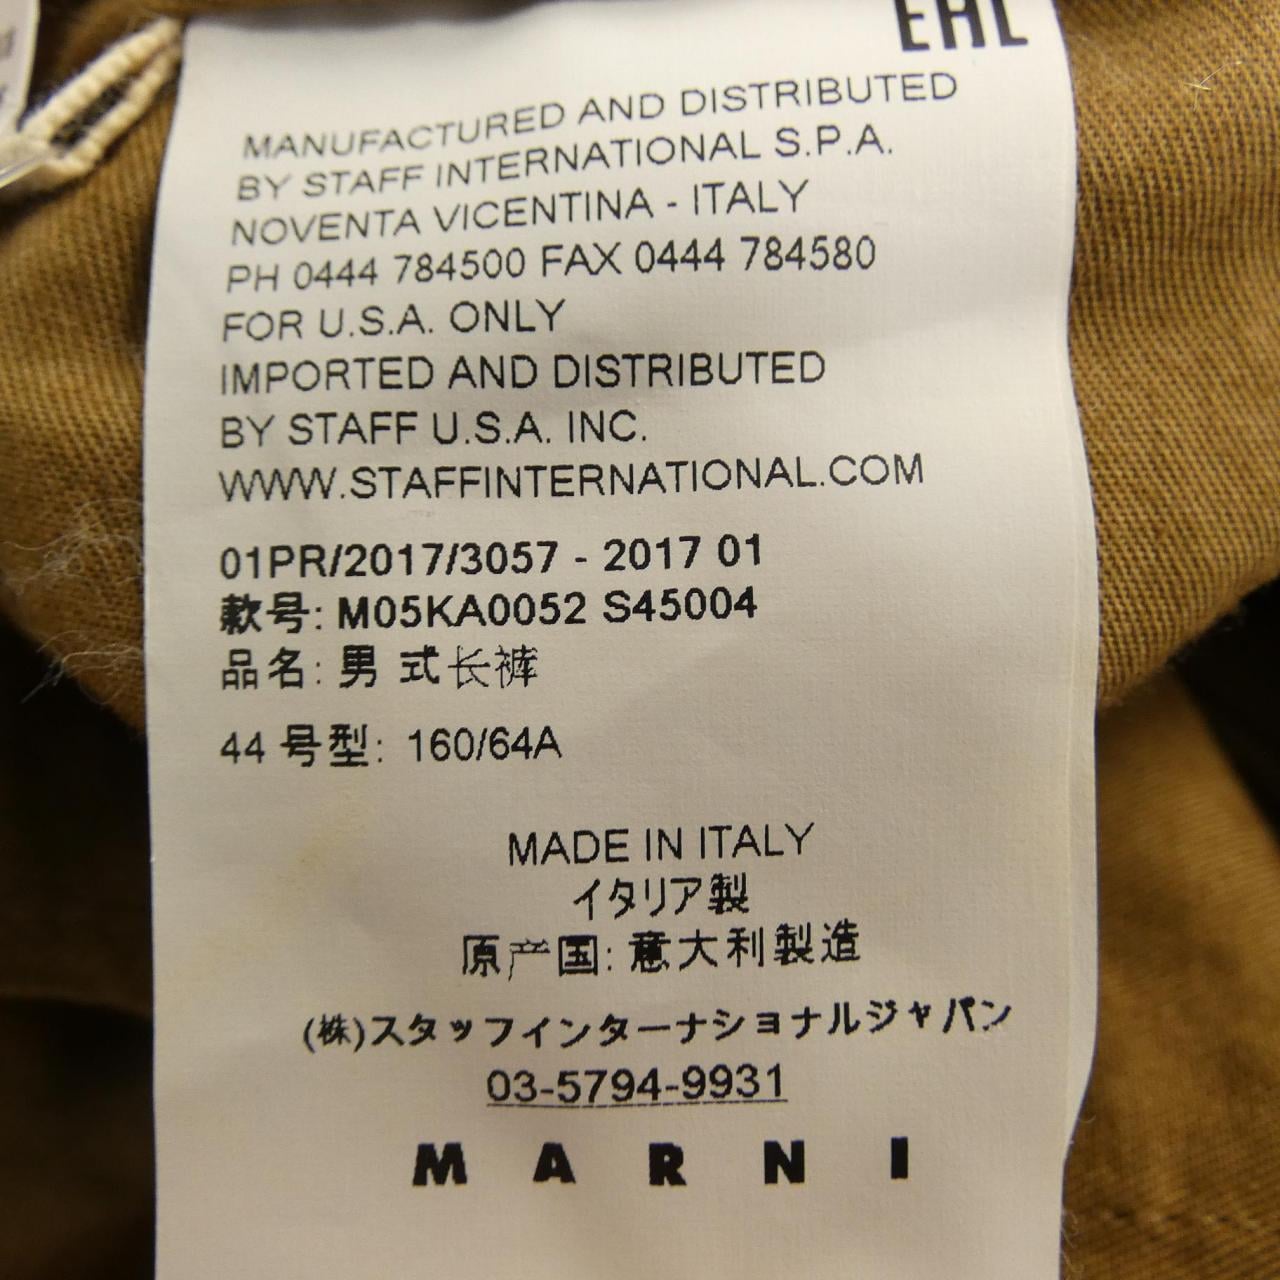 EAC
MANUFACTURED AND DISTRIBUTED
BY STAFF INTERNATIONAL S.P.A.
NOVENTA VICENTINA - ITALY
PH 0444 784500 FAX 0444 784580
FOR U.S.A. ONLY
IMPORTED AND DISTRIBUTED
BY STAFF U.S.A. INC.
WWW.STAFFINTERNATIONAL.COM
01PR/2017/3057 - 2017 01
款号: M05KA0052 S45004
品名: 男 式长裤
44 号型: 160/64A
MADE IN ITALY
イタリア製
原产国: 意大利製造
(株)スタッフインターナショナルジャパン
03-5794-9931
MARNI